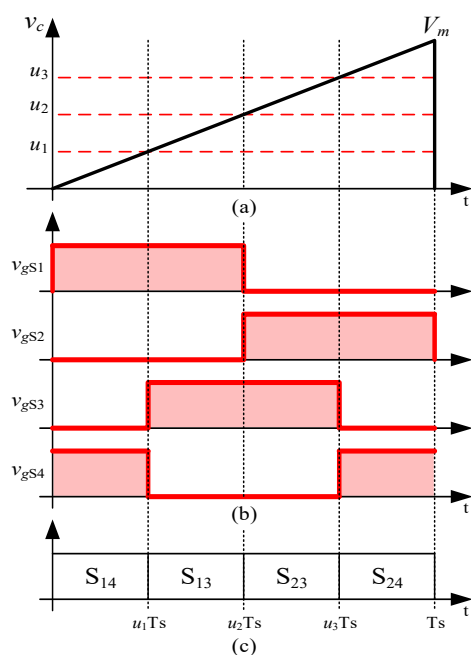 v_c
V_m
u_3
u_2
u_1
t
(a)
v_gS1
v_gS2
v_gS3
v_gS4
t
(b)
S_14 S_13 S_23 S_24
t
u_1Ts u_2Ts u_3Ts Ts
(c)